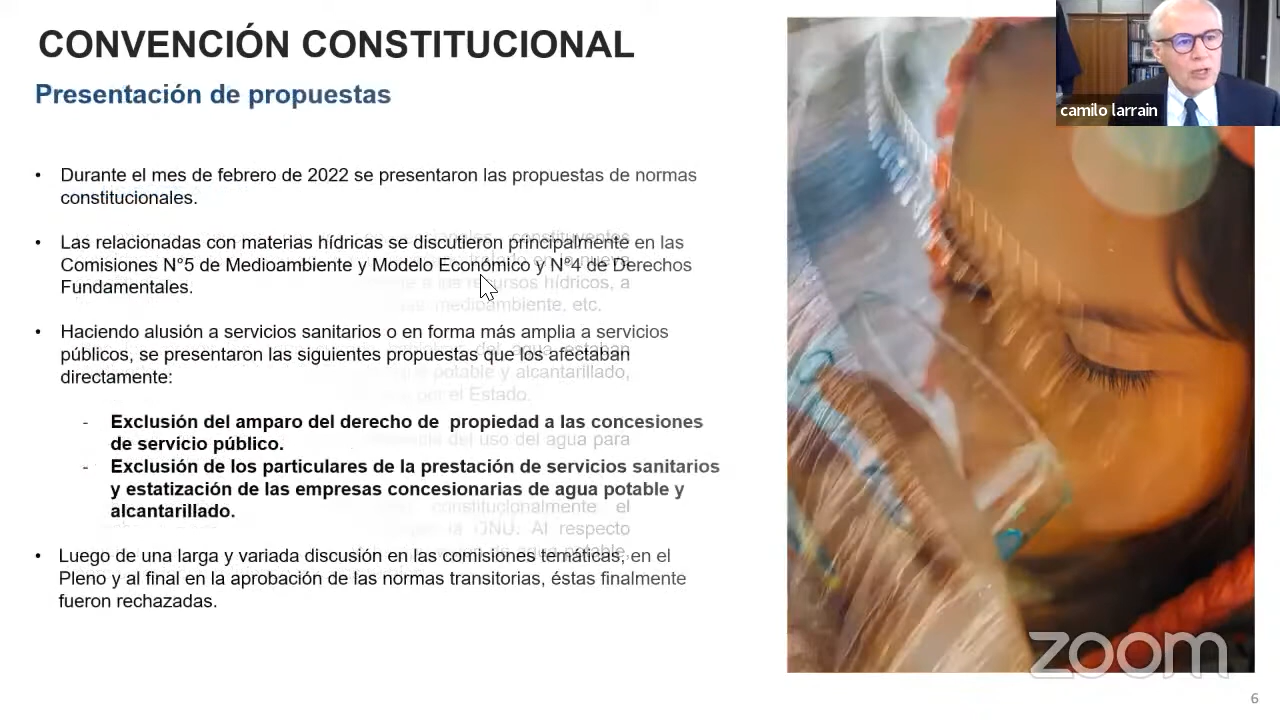 CONVENCIÓN CONSTITUCIONAL
Presentación de propuestas
camilo larrain
• Durante el mes de febrero de 2022 se presentaron las propuestas de normas
constitucionales.
• Las relacionadas con materias hídricas se discutieron principalmente en las
Comisiones N°5 de Medioambiente y Modelo Económico y N°4 de Derechos
Fundamentales.
• Haciendo alusión a servicios sanitarios o en forma más amplia a servicios
públicos, se presentaron las siguientes propuestas que los afectaban
directamente:
- Exclusión del amparo del derecho de propiedad a las concesiones
de servicio público.
- Exclusión de los particulares de la prestación de servicios sanitarios
y estatización de las empresas concesionarias de agua potable y
alcantarillado.
• Luego de una larga y variada discusión en las comisiones temáticas, en el
Pleno y al final en la aprobación de las normas transitorias, éstas finalmente
fueron rechazadas.
zoom
6